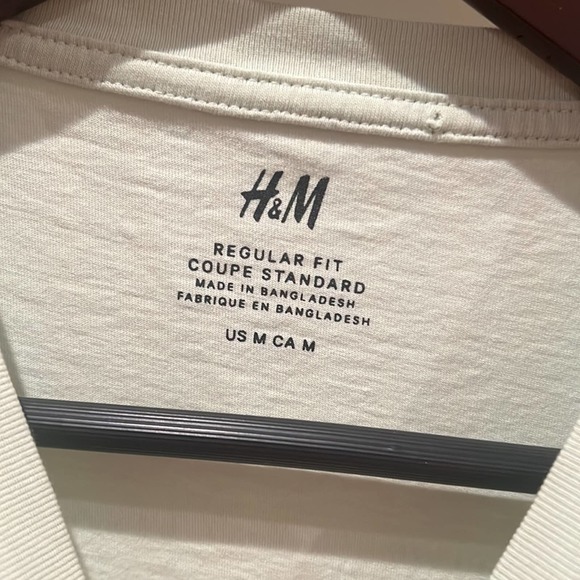 H&M
REGULAR FIT
COUPE STANDARD
MADE IN BANGLADESH
FABRIQUE EN BANGLADESH
US M CA M